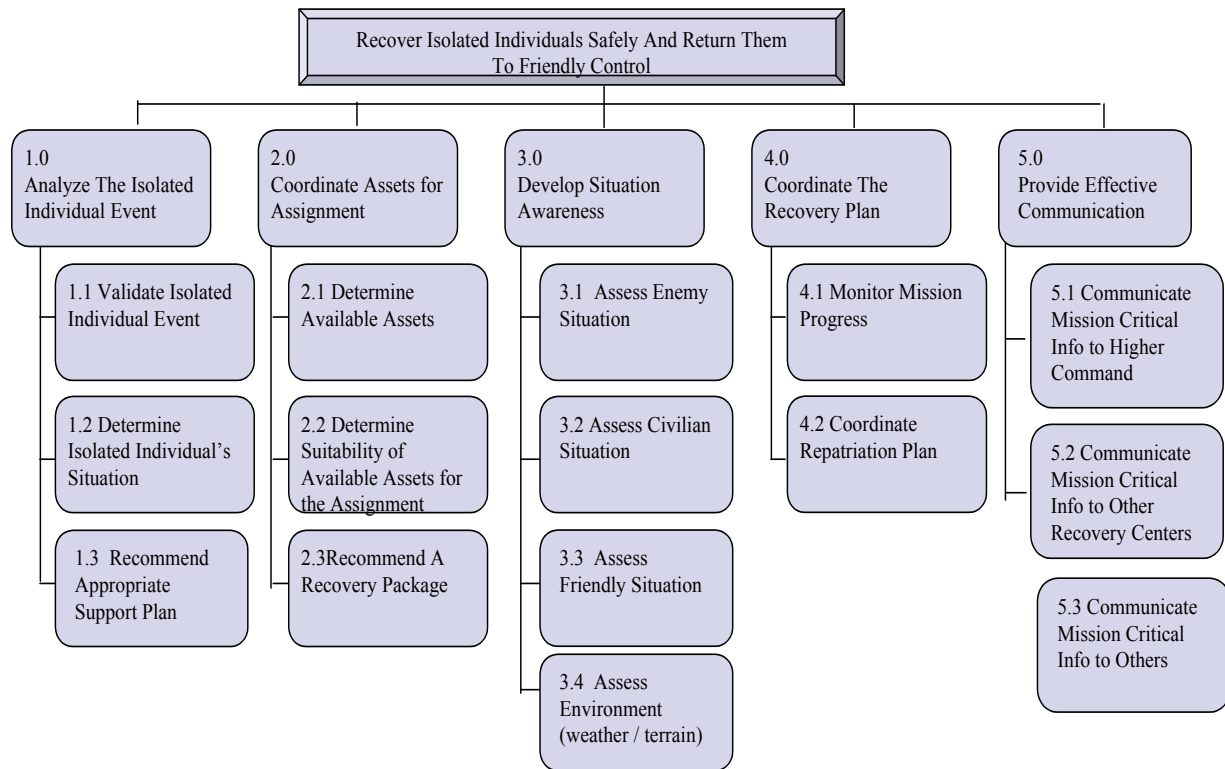 Recover Isolated Individuals Safely And Return Them
To Friendly Control
1.0
Analyze The Isolated
Individual Event
2.0
Coordinate Assets for
Assignment
3.0
Develop Situation
Awareness
4.0
Coordinate The
Recovery Plan
5.0
Provide Effective
Communication
1.1 Validate Isolated
Individual Event
1.2 Determine
Isolated Individual's
Situation
1.3  Recommend
Appropriate
Support Plan
2.1 Determine
Available Assets
2.2 Determine
Suitability of
Available Assets for
the Assignment
2.3Recommend A
Recovery Package
3.1  Assess Enemy
Situation
3.2 Assess Civilian
Situation
3.3  Assess
Friendly Situation
3.4  Assess
Environment
(weather / terrain)
4.1 Monitor Mission
Progress
4.2 Coordinate
Repatriation Plan
5.1 Communicate
Mission Critical
Info to Higher
Command
5.2 Communicate
Mission Critical
Info to Other
Recovery Centers
5.3 Communicate
Mission Critical
Info to Others